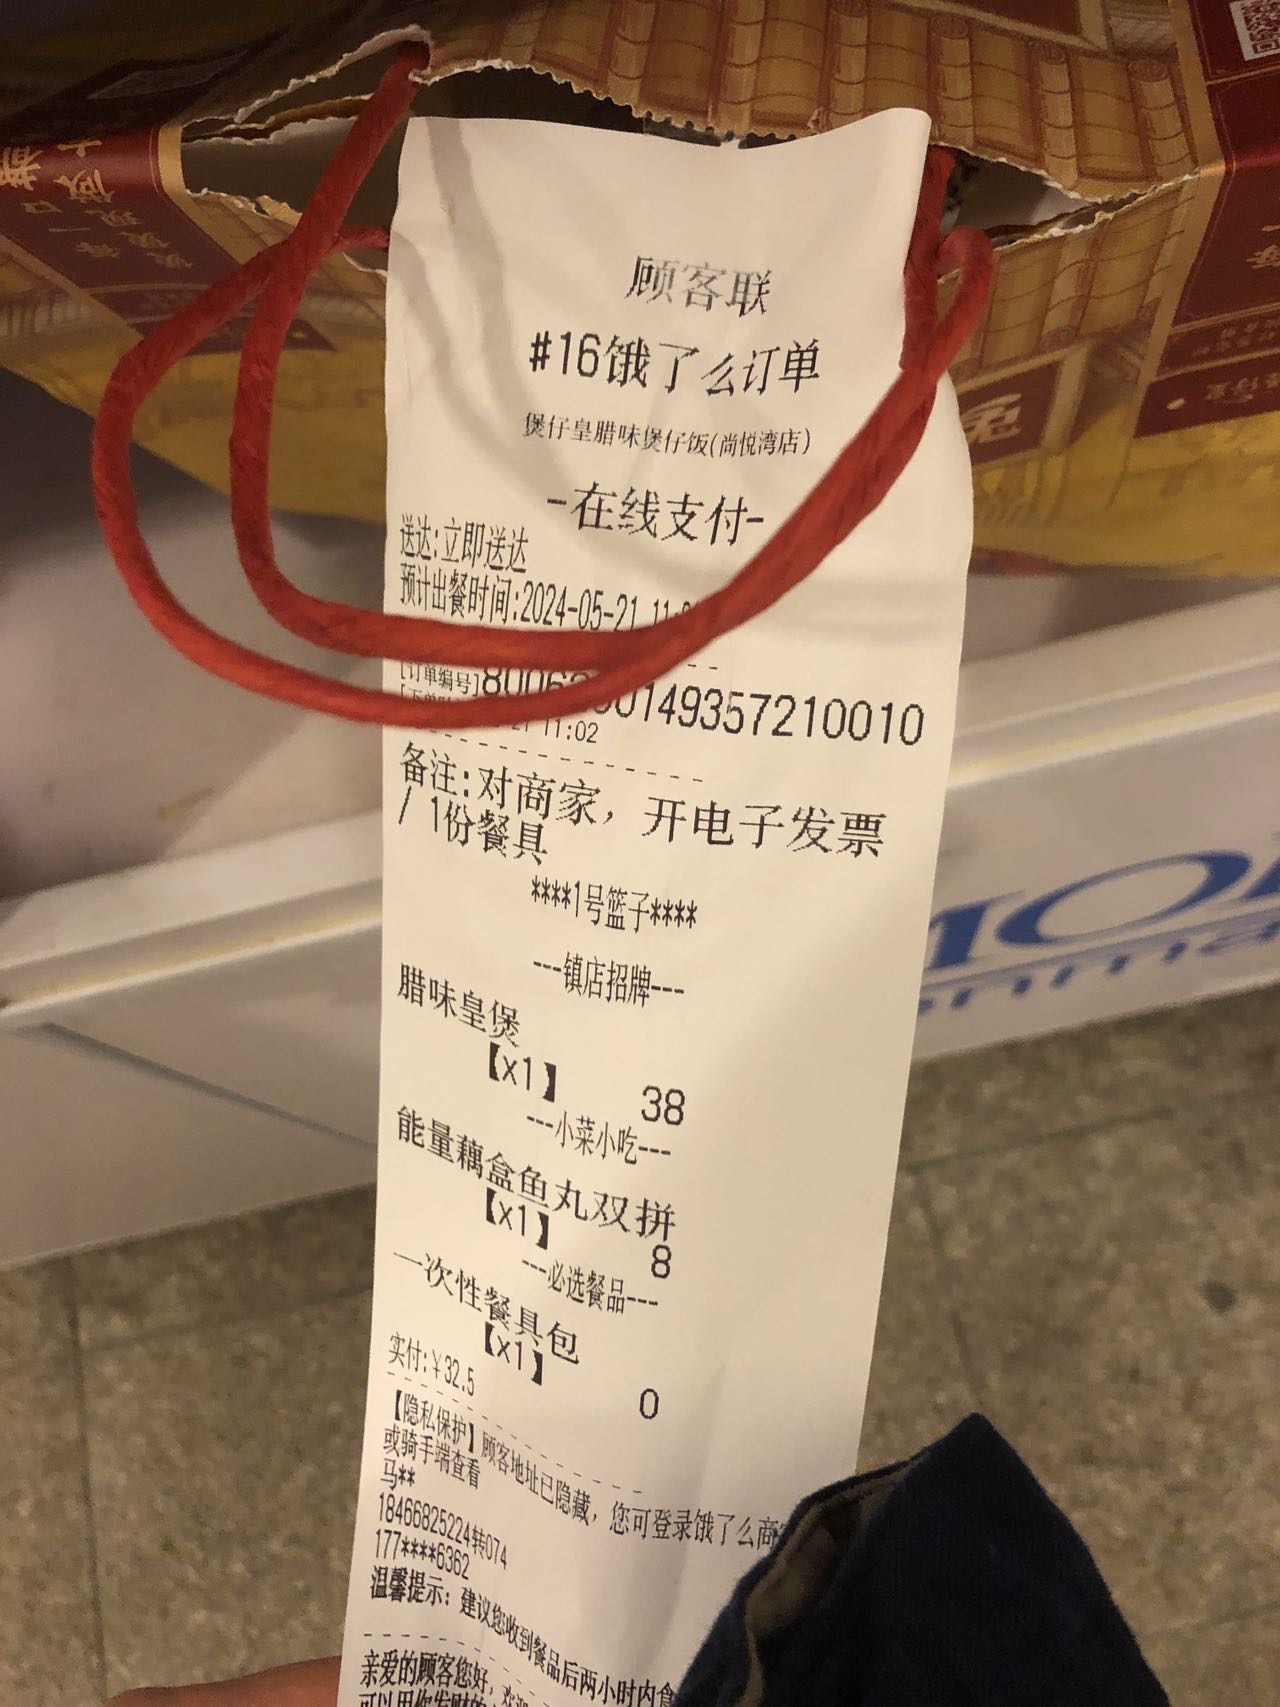 顾客联
#16饿了么订单
煲仔皇腊味煲仔饭(尚悦湾店)
-在线支付-
送达:立即送达
预计出餐时间:2024-05-21
[订单编号]
149357210010
11:02
备注:对商家，开电子发票
/ 1份餐具
****1号篮子****
---镇店招牌---
腊味皇煲
【x1】 38
---小菜小吃---
能量藕盒鱼丸双拼
【x1】 8
---必选餐品---
一次性餐具包
【x1】 0
实付:¥32.5
【隐私保护】顾客地址已隐藏，您可登录饿了么商
或骑手端查看
马**
18466825224转074
177****6362
温馨提示：建议您收到餐品后两小时内食
亲爱的顾客您好，